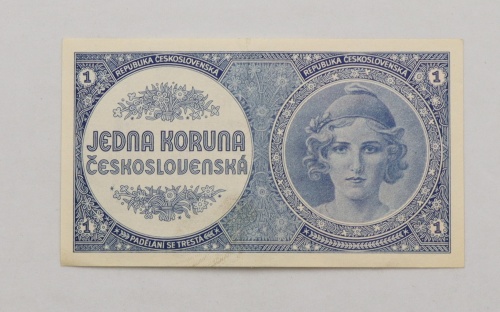 1 REPUBLIKA ČESKOSLOVENSKÁ REPUBLIKA ČESKOSLOVENSKÁ 1
JEDNA KORUNA
ČESKOSLOVENSKÁ
1 PADĚLÁNÍ SE TRESTÁ 1